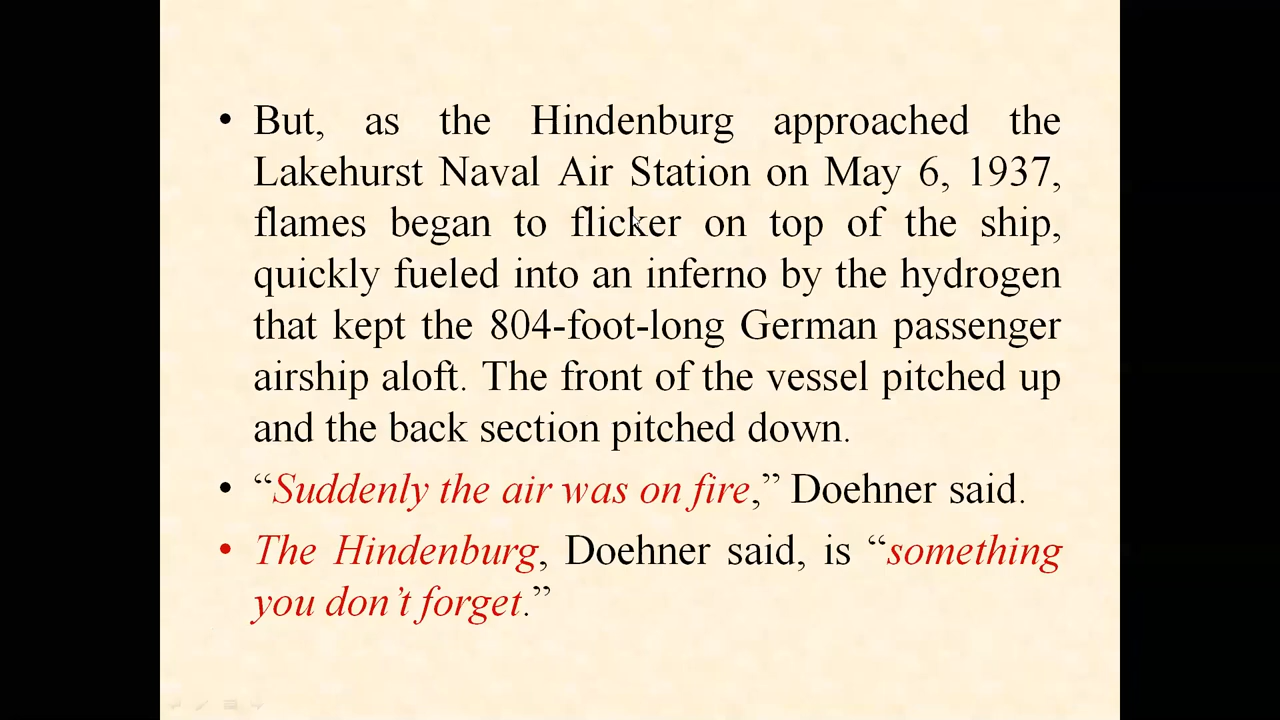 • But, as the Hindenburg approached the
Lakehurst Naval Air Station on May 6, 1937,
flames began to flicker on top of the ship,
quickly fueled into an inferno by the hydrogen
that kept the 804-foot-long German passenger
airship aloft. The front of the vessel pitched up
and the back section pitched down.
• “Suddenly the air was on fire,” Doehner said.
• The Hindenburg, Doehner said, is “something
you don’t forget.”